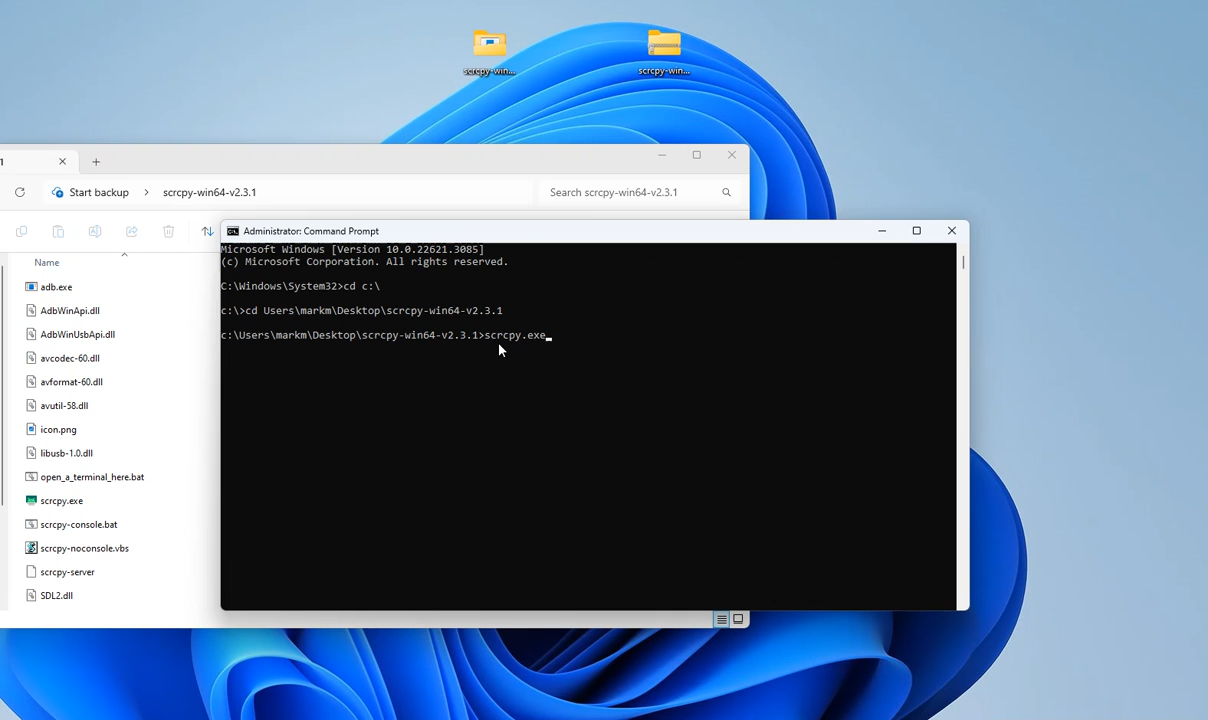 scrcpy-win...
scrcpy-win...
1
Start backup
scrcpy-win64-v2.3.1
Search scrcpy-win64-v2.3.1
Name
adb.exe
AdbWinApi.dll
AdbWinUsbApi.dll
avcodec-60.dll
avformat-60.dll
avutil-58.dll
icon.png
libusb-1.0.dll
open_a_terminal_here.bat
scrcpy.exe
scrcpy-console.bat
scrcpy-noconsole.vbs
scrcpy-server
SDL2.dll
Administrator: Command Prompt
Microsoft Windows [Version 10.0.22621.3085]
(c) Microsoft Corporation. All rights reserved.
C:\Windows\System32>cd c:\
c:\>cd Users\markm\Desktop\scrcpy-win64-v2.3.1
c:\Users\markm\Desktop\scrcpy-win64-v2.3.1>scrcpy.exe